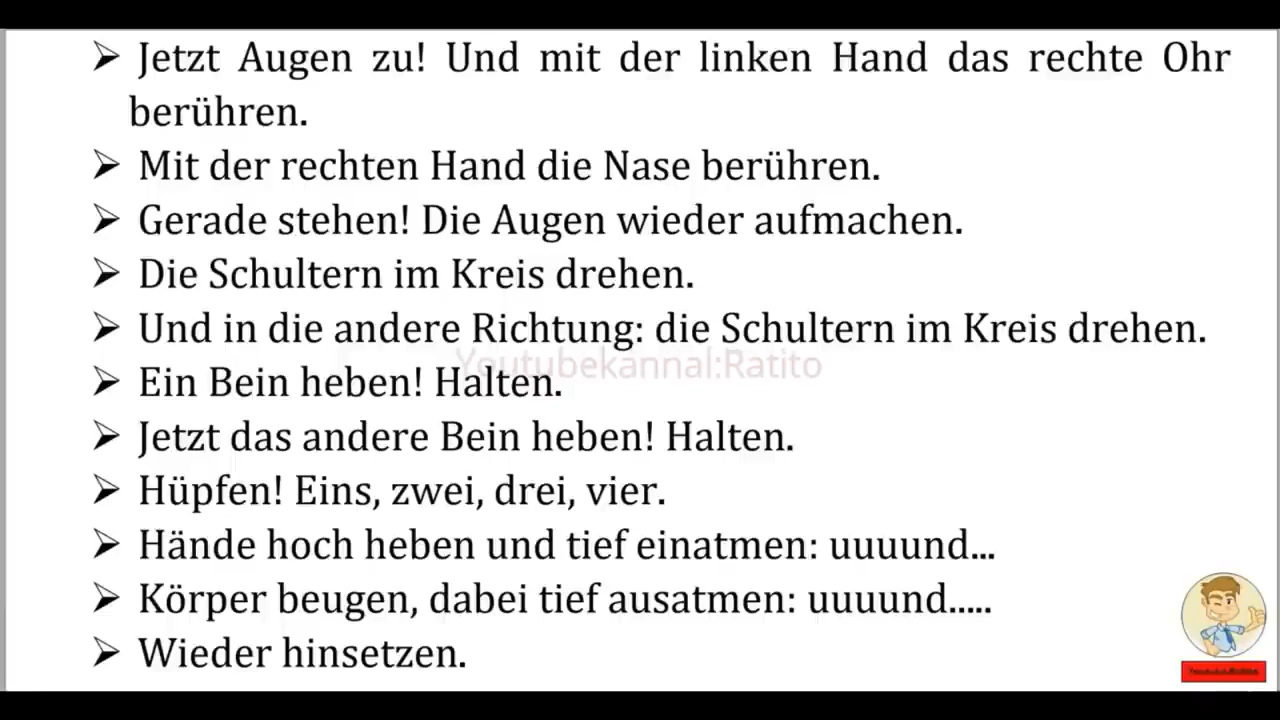 ➢ Jetzt Augen zu! Und mit der linken Hand das rechte Ohr
berühren.
➢ Mit der rechten Hand die Nase berühren.
➢ Gerade stehen! Die Augen wieder aufmachen.
➢ Die Schultern im Kreis drehen.
➢ Und in die andere Richtung: die Schultern im Kreis drehen.
Youtubekannal:Ratito
➢ Ein Bein heben! Halten.
➢ Jetzt das andere Bein heben! Halten.
➢ Hüpfen! Eins, zwei, drei, vier.
➢ Hände hoch heben und tief einatmen: uuuund...
➢ Körper beugen, dabei tief ausatmen: uuuund.....
➢ Wieder hinsetzen.